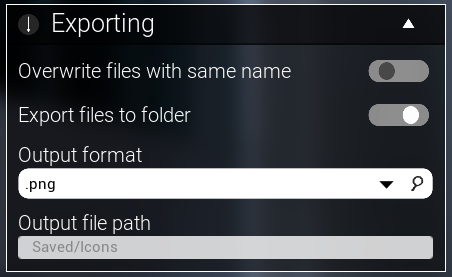 Exporting
Overwrite files with same name
Export files to folder
Output format
.png
Output file path
Saved/Icons